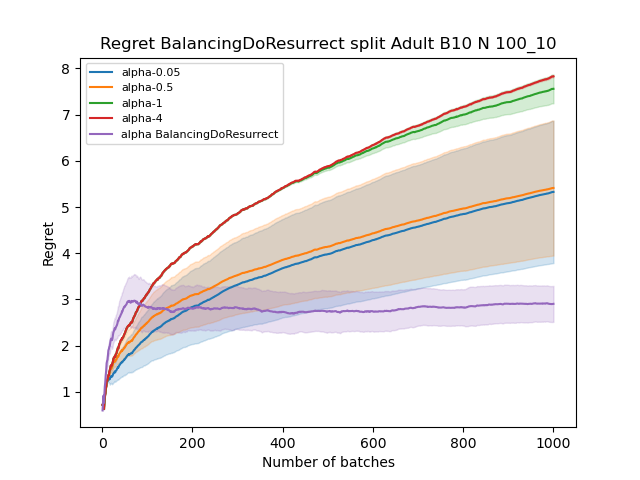 Regret BalancingDoResurrect split Adult B10 N 100_10
alpha-0.05
alpha-0.5
alpha-1
alpha-4
alpha BalancingDoResurrect
Regret
8
7
6
5
4
3
2
1
0 200 400 600 800 1000
Number of batches